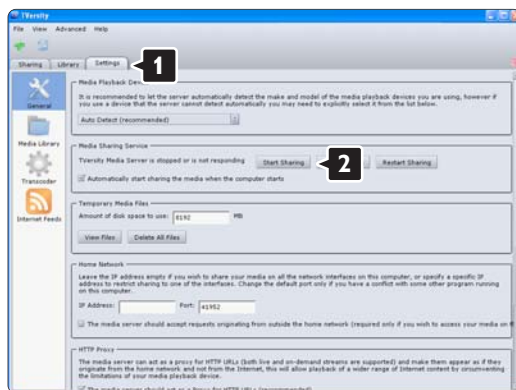 TVersity
File View Advanced Help
Sharing Library Settings
1
General
Media Library
Transcoder
Internet Feeds
Media Playback
It is recommended to let the server automatically detect the make and model of the media playback devices you are using, however if
you use a device that the server cannot detect automatically you may need to explicitly select it from the list below.
Auto Detect (recommended)
Media Sharing Service
TVersity Media Server is stopped or is not responding Start Sharing 2 Restart Sharing
Automatically start sharing the media when the computer starts
Temporary Media Files
Amount of disk space to use: 8192 MB
View Files Delete All Files
Home Network
Leave the IP address empty if you wish to share your media on all the network interfaces on this computer, or specify a specific IP
address to restrict sharing to one of the interfaces. Change the default port only if you have a conflict with some other program running
on this computer.
IP Address: Port: 41952
The media server should accept requests originating from outside the home network (required only if you wish to access your media on
HTTP Proxy
The media server can act as a proxy for HTTP URLs (both live and on-demand streams are supported) and make them appear as if they
originate from the home network and not from the Internet, this will allow playback of a wider range of Internet content by circumventing
the limitations of your media playback device.
The media server should act as a Proxy for HTTP URLs (recommended)